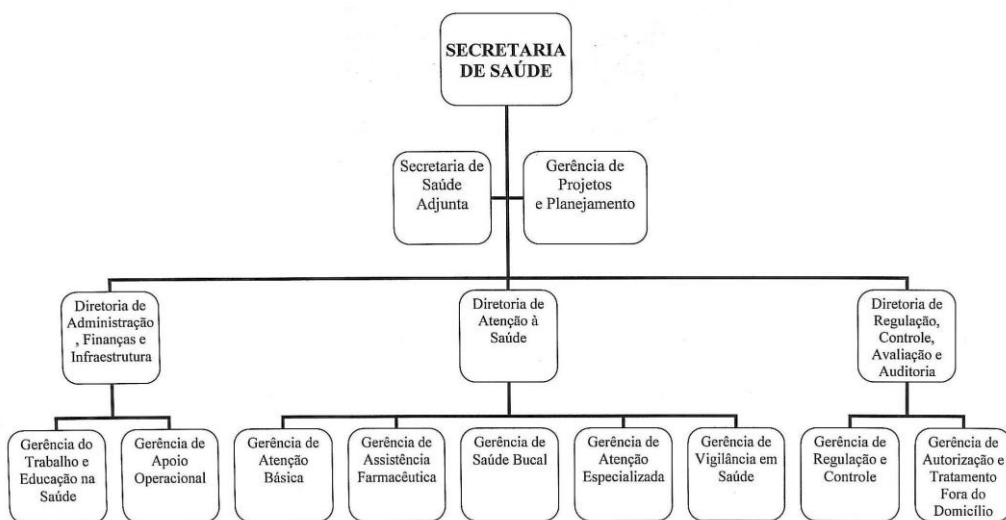 SECRETARIA
DE SAÚDE
Secretaria de
Saúde
Adjunta
Gerência de
Projetos
e Planejamento
Diretoria de
Administração
, Finanças e
Infraestrutura
Diretoria de
Atenção à
Saúde
Diretoria de
Regulação,
Controle,
Avaliação e
Auditoria
Gerência do
Trabalho e
Educação na
Saúde
Gerência de
Apoio
Operacional
Gerência de
Atenção
Básica
Gerência de
Assistência
Farmacêutica
Gerência de
Saúde Bucal
Gerência de
Atenção
Especializada
Gerência de
Vigilância em
Saúde
Gerência de
Regulação e
Controle
Gerência de
Autorização e
Tratamento
Fora do
Domicílio